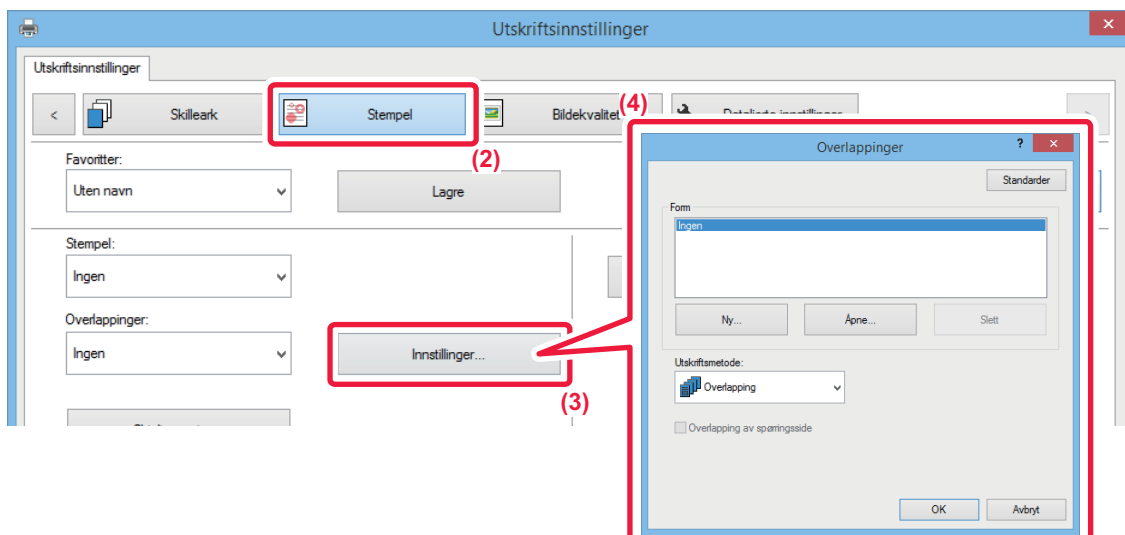 Utskriftsinnstillinger
Utskriftsinnstillinger
< Skilleark Stempel Bildekvalitet (4)
(2)
Favoritter:
Uten navn Lagre
Stempel:
Ingen
Overlappinger:
Ingen Innstillinger...
(3)
Overlappinger ?
Standarder
Form
Ingen
Ny... Åpne... Slett
Utskriftsmetode:
Overlapping
Overlapping av spørringsside
OK Avbryt